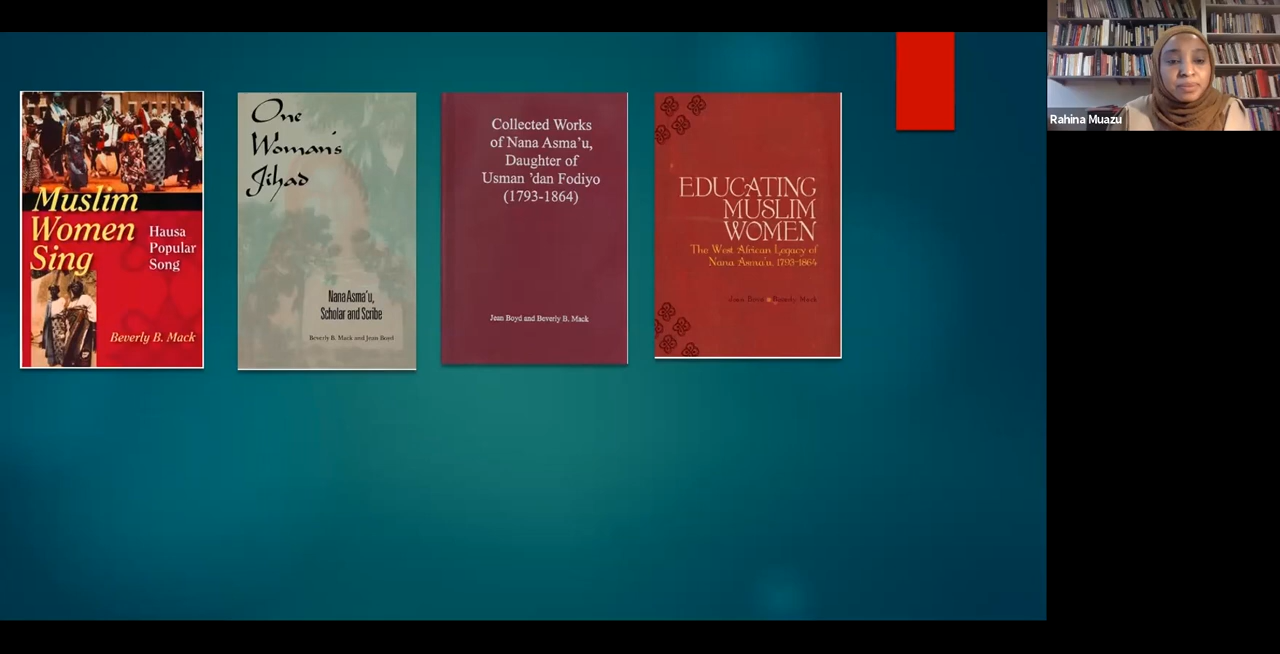 Muslim
Women
Sing
Hausa
Popular
Song
Beverly B. Mack
One
Woman's
Jihad
Nana Asma'u,
Scholar and Scribe
Beverly B. Mack and Jean Boyd
Collected Works
of Nana Asma'u,
Daughter of
Usman 'dan Fodiyo
(1793-1864)
Jean Boyd and Beverly B. Mack
EDUCATING
MUSLIM
WOMEN
The West African Legacy of
Nana Asma'u, 1793-1864
Jean Boyd Beverly Mack
Rahina Muazu